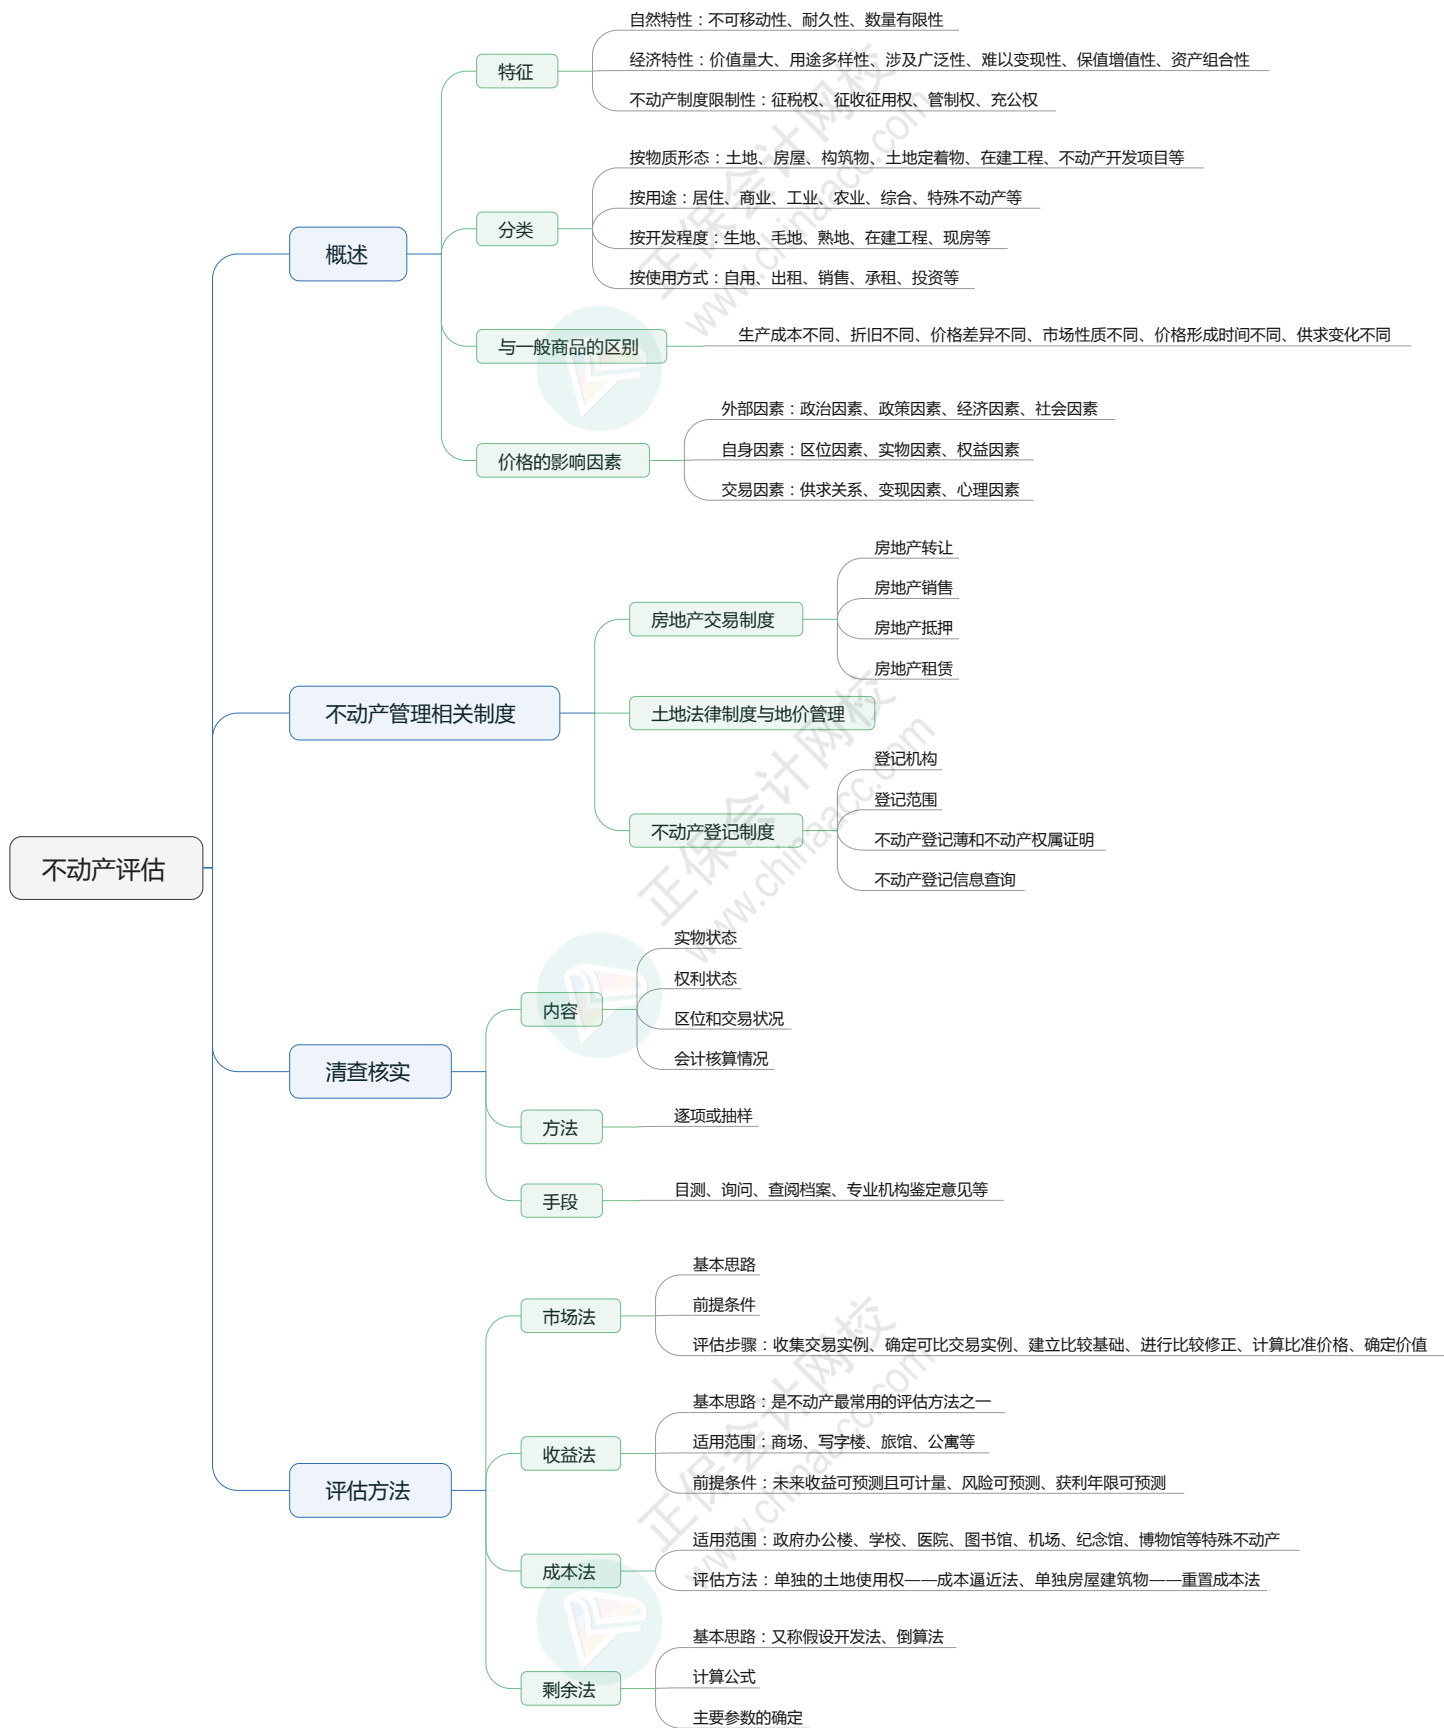 不动产评估
概述
特征
自然特性：不可移动性、耐久性、数量有限性
经济特性：价值量大、用途多样性、涉及广泛性、难以变现性、保值增值性、资产组合性
不动产制度限制性：征税权、征收征用权、管制权、充公权
分类
按物质形态：土地、房屋、构筑物、土地定着物、在建工程、不动产开发项目等
按用途：居住、商业、工业、农业、综合、特殊不动产等
按开发程度：生地、毛地、熟地、在建工程、现房等
按使用方式：自用、出租、销售、承租、投资等
与一般商品的区别
生产成本不同、折旧不同、价格差异不同、市场性质不同、价格形成时间不同、供求变化不同
价格的影响因素
外部因素：政治因素、政策因素、经济因素、社会因素
自身因素：区位因素、实物因素、权益因素
交易因素：供求关系、变现因素、心理因素
不动产管理相关制度
房地产交易制度
房地产转让
房地产销售
房地产抵押
房地产租赁
土地法律制度与地价管理
不动产登记制度
登记机构
登记范围
不动产登记薄和不动产权属证明
不动产登记信息查询
清查核实
内容
实物状态
权利状态
区位和交易状况
会计核算情况
方法
逐项或抽样
手段
目测、询问、查阅档案、专业机构鉴定意见等
评估方法
市场法
基本思路
前提条件
评估步骤：收集交易实例、确定可比交易实例、建立比较基础、进行比较修正、计算比准价格、确定价值
收益法
基本思路：是不动产最常用的评估方法之一
适用范围：商场、写字楼、旅馆、公寓等
前提条件：未来收益可预测且可计量、风险可预测、获利年限可预测
成本法
适用范围：政府办公楼、学校、医院、图书馆、机场、纪念馆、博物馆等特殊不动产
评估方法：单独的土地使用权——成本逼近法、单独房屋建筑物——重置成本法
剩余法
基本思路：又称假设开发法、倒算法
计算公式
主要参数的确定
正保会计网校
www.chinaacc.com
正保会计网校
www.chinaacc.com
正保会计网校
www.chinaacc.com